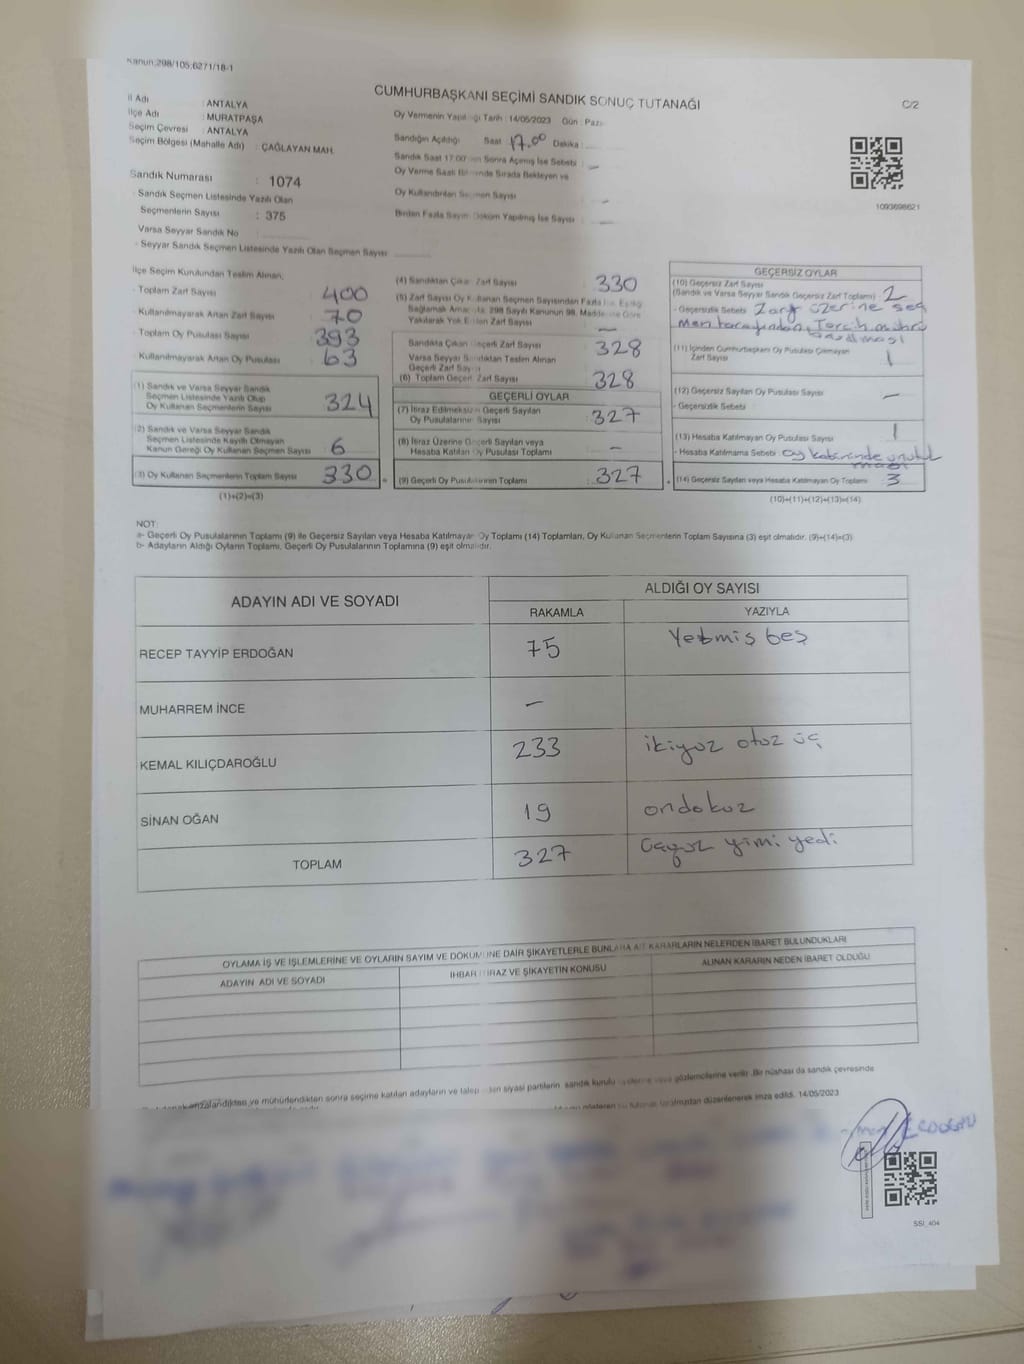 Kanun:298/105;6271/18-1
CUMHURBAŞKANI SEÇİMİ SANDIK SONUÇ TUTANAĞI
C/2
İl Adı : ANTALYA
İlçe Adı : MURATPAŞA
Seçim Çevresi : ANTALYA
Seçim Bölgesi (Mahalle Adı) : ÇAĞLAYAN MAH.
Sandık Numarası : 1074
Sandık Seçmen Listesinde Yazılı Olan
Seçmenlerin Sayısı : 375
Varsa Seyyar Sandık No
- Seyyar Sandık Seçmen Listesinde Yazılı Olan Seçmen Sayısı
Oy Vermenin Yapıldığı Tarih : 14/05/2023 Gün : Pazar
Sandığın Açıldığı Saat 17.00 Dakika :
Sandık Saat 17:00'den Sonra Açılmış İse Sebebi : -
Oy Verme Saati Bitiminde Sırada Bekleyen ve
Oy Kullandırılan Seçmen Sayısı -
Birden Fazla Sayım Döküm Yapılmış İse Sayısı -
1093698621
İlçe Seçim Kurulundan Teslim Alınan;
- Toplam Zarf Sayısı : 400
- Kullanılmayarak Artan Zarf Sayısı : 70
- Toplam Oy Pusulası Sayısı : 393
- Kullanılmayarak Artan Oy Pusulası : 63
(1) Sandık ve Varsa Seyyar Sandık
Seçmen Listesinde Yazılı Olup
Oy Kullanan Seçmenlerin Sayısı : 324
(2) Sandık ve Varsa Seyyar Sandık
Seçmen Listesinde Kayıtlı Olmayan
Kanun Gereği Oy Kullanan Seçmen Sayısı : 6
(3) Oy Kullanan Seçmenlerin Toplam Sayısı : 330
(1)+(2)=(3)
(4) Sandıktan Çıkan Zarf Sayısı : 330
(5) Zarf Sayısı Oy Kullanan Seçmen Sayısından Fazla İse, Eşitliği
Sağlamak Amacıyla, 298 Sayılı Kanunun 98. Maddesine Göre
Yakılarak Yok Edilen Zarf Sayısı : -
Sandıkta Çıkan Geçerli Zarf Sayısı : 328
Varsa Seyyar Sandıktan Teslim Alınan
Geçerli Zarf Sayısı
(6) Toplam Geçerli Zarf Sayısı : 328
GEÇERLİ OYLAR
(7) İtiraz Edilmeksizin Geçerli Sayılan
Oy Pusulalarının Sayısı : 327
(8) İtiraz Üzerine Geçerli Sayılan veya
Hesaba Katılan Oy Pusulası Toplamı : -
(9) Geçerli Oy Pusulalarının Toplamı : 327
GEÇERSİZ OYLAR
(10) Geçersiz Zarf Sayısı
(Sandık ve Varsa Seyyar Sandık Geçersiz Zarf Toplamı) : 2
- Geçersizlik Sebebi : Zarf üzerine seç
men tarafından Tercih mührü
basılması
(11) İçinden Cumhurbaşkanı Oy Pusulası Çıkmayan
Zarf Sayısı : 1
(12) Geçersiz Sayılan Oy Pusulası Sayısı : -
- Geçersizlik Sebebi :
(13) Hesaba Katılmayan Oy Pusulası Sayısı : 1
- Hesaba Katılmama Sebebi : oy kabininde unutul
ması
(14) Geçersiz Sayılan veya Hesaba Katılmayan Oy Toplamı : 3
(10)+(11)+(12)+(13)=(14)
NOT:
a- Geçerli Oy Pusulalarının Toplamı (9) ile Geçersiz Sayılan veya Hesaba Katılmayan Oy Toplamı (14) Toplamları, Oy Kullanan Seçmenlerin Toplam Sayısına (3) eşit olmalıdır. (9)+(14)=(3)
b- Adayların Aldığı Oyların Toplamı, Geçerli Oy Pusulalarının Toplamına (9) eşit olmalıdır.
ADAYIN ADI VE SOYADI ALDIĞI OY SAYISI
RAKAMLA YAZIYLA
RECEP TAYYİP ERDOĞAN 75 Yetmiş beş
MUHARREM İNCE -
KEMAL KILIÇDAROĞLU 233 ikiyüz otuz üç
SİNAN OĞAN 19 ondokuz
TOPLAM 327 üçyüz yirmi yedi
OYLAMA İŞ VE İŞLEMLERİNE VE OYLARIN SAYIM VE DÖKÜMÜNE DAİR ŞİKAYETLERLE BUNLARA AİT KARARLARIN NELERDEN İBARET BULUNDUKLARI
ADAYIN ADI VE SOYADI İHBAR İTİRAZ VE ŞİKAYETİN KONUSU ALINAN KARARIN NEDEN İBARET OLDUĞU
imzalandıktan ve mühürlendikten sonra seçime katılan adayların ve talep eden siyasi partilerin sandık kurulu üyelerine veya gözlemcilerine verilir. Bir nüshası da sandık çevresinde
düzenlenerek imza edildi. 14/05/2023
ERDOĞAN
SSI_404